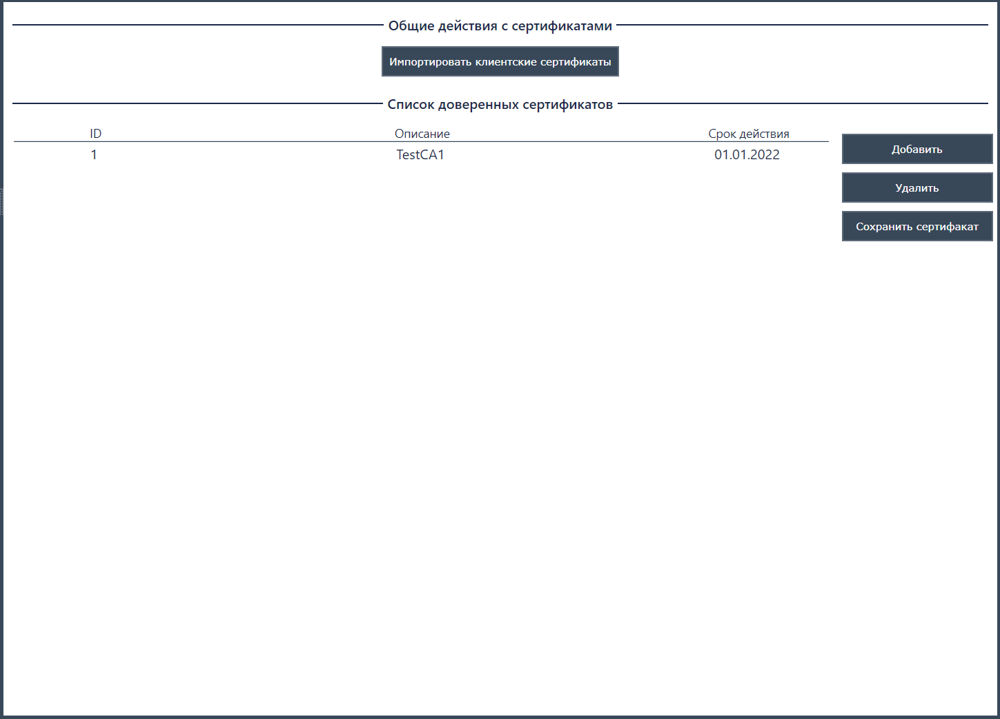 Общие действия с сертификатами
Импортировать клиентские сертификаты
Список доверенных сертификатов
ID Описание Срок действия
1 TestCA1 01.01.2022
Добавить
Удалить
Сохранить сертифакат